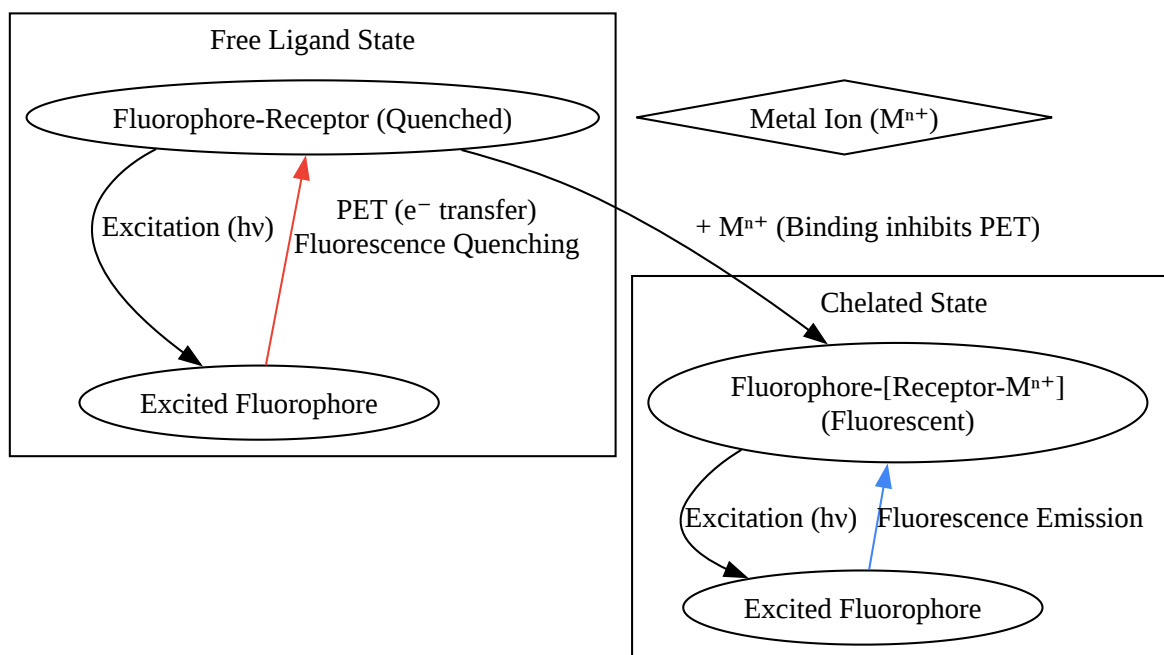 Free Ligand State
Fluorophore-Receptor (Quenched)
Metal Ion (Mⁿ⁺)
Excitation (hν)
PET (e⁻ transfer)
Fluorescence Quenching
+ Mⁿ⁺ (Binding inhibits PET)
Excited Fluorophore
Chelated State
Fluorophore-[Receptor-Mⁿ⁺]
(Fluorescent)
Excitation (hν)
Fluorescence Emission
Excited Fluorophore